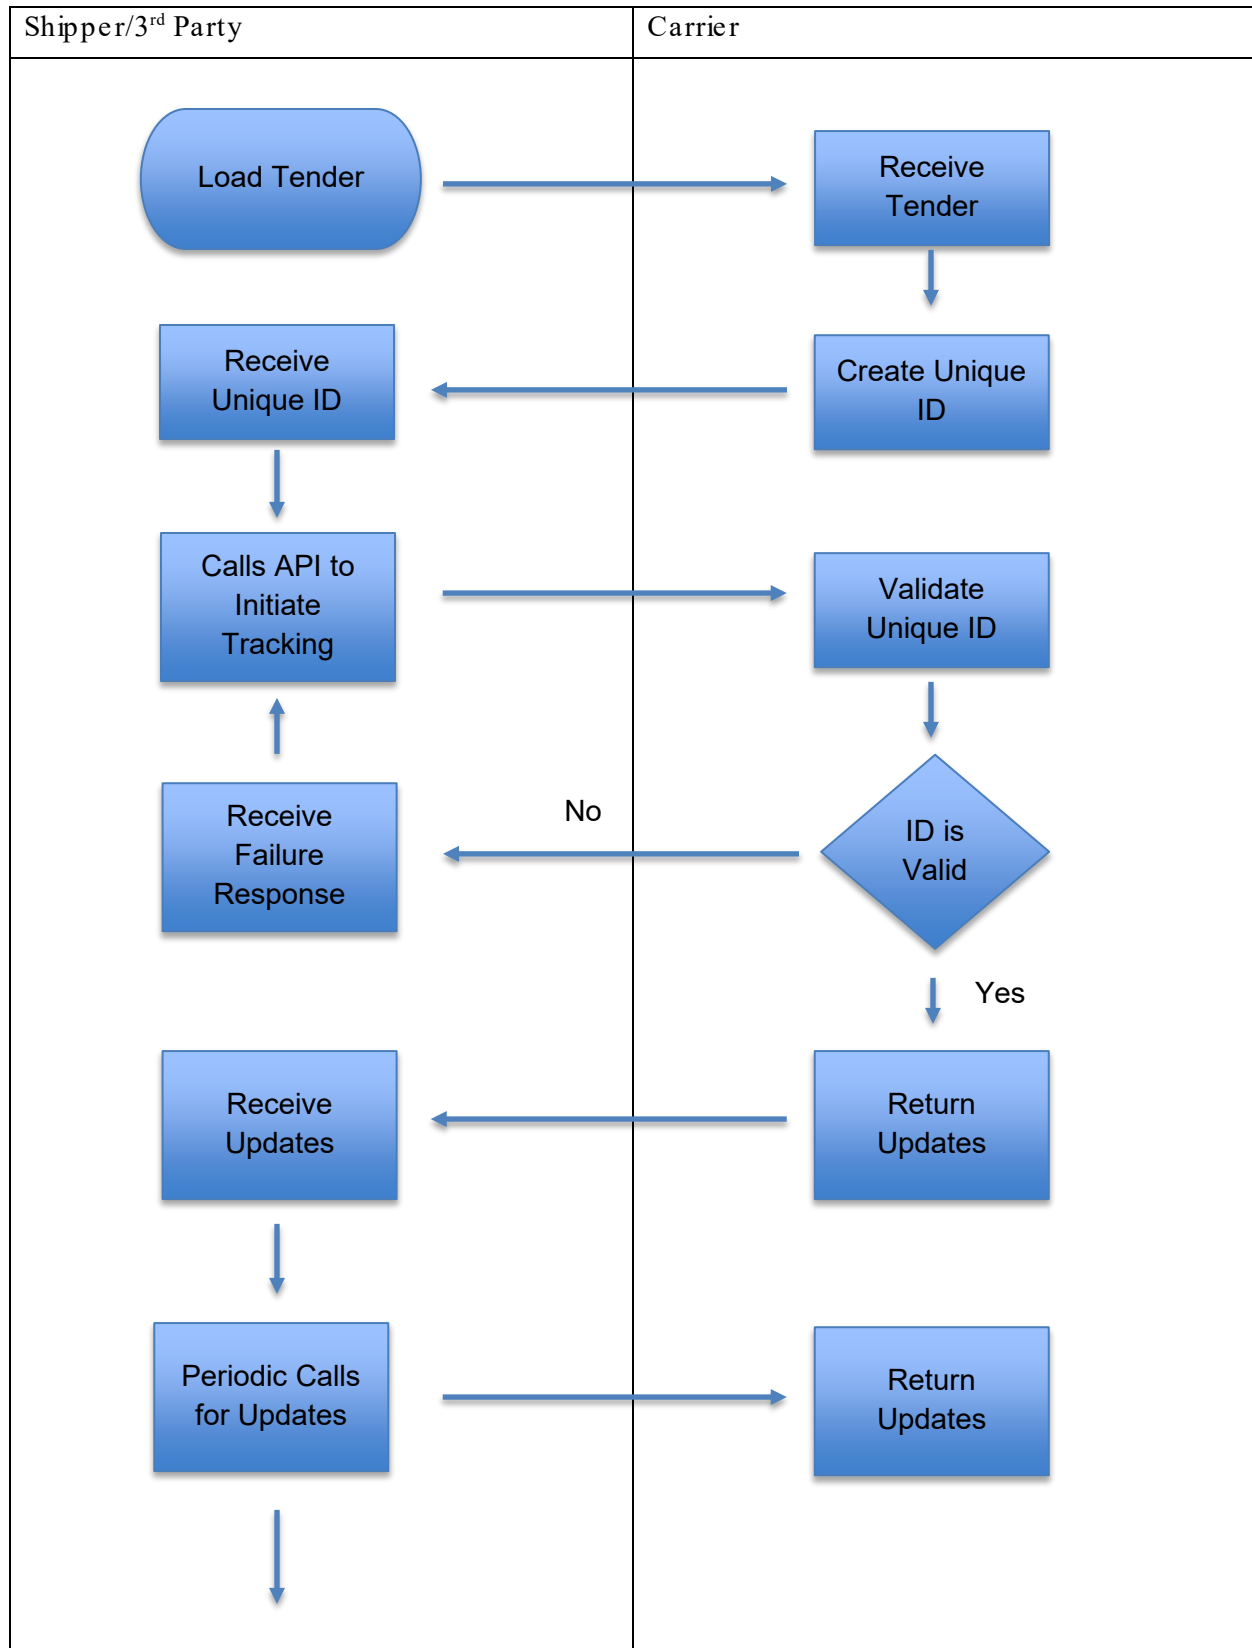 Shipper/3rd Party
Carrier
Load Tender
Receive
Tender
Receive
Unique ID
Create Unique
ID
Calls API to
Initiate
Tracking
Validate
Unique ID
Receive
Failure
Response
No
ID is
Valid
Yes
Receive
Updates
Return
Updates
Periodic Calls
for Updates
Return
Updates